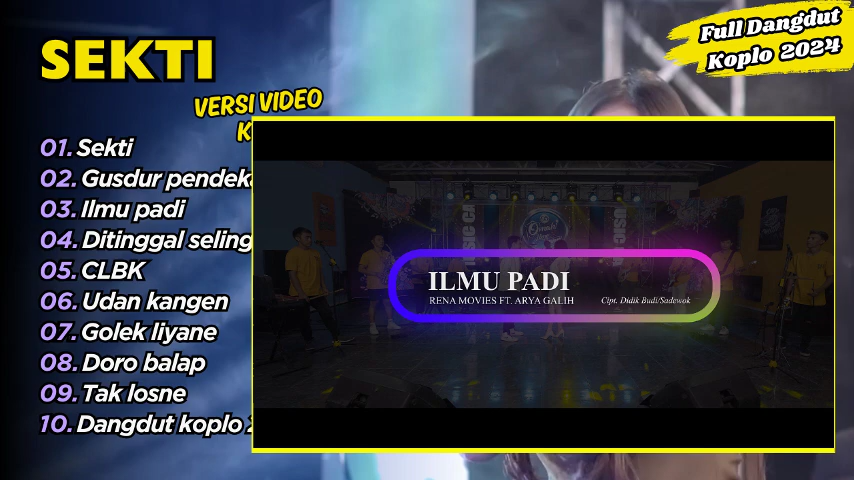 Full Dangdut
Koplo 2024
SEKTI
VERSI VIDEO
K
01. Sekti
02. Gusdur pendeka
03. Ilmu padi
04. Ditinggal seling
05. CLBK
06. Udan kangen
07. Golek liyane
08. Doro balap
09. Tak losne
10. Dangdut koplo 2
ILMU PADI
RENA MOVIES FT. ARYA GALIH
Cipt. Didik Budi/Sadewok